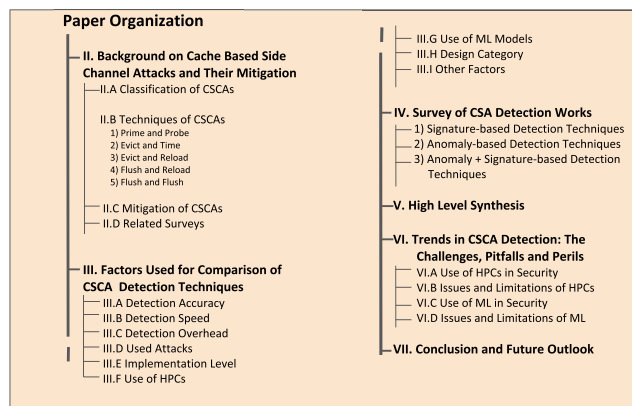 Paper Organization
II. Background on Cache Based Side
Channel Attacks and Their Mitigation
II.A Classification of CSCAs
II.B Techniques of CSCAs
1) Prime and Probe
2) Evict and Time
3) Evict and Reload
4) Flush and Reload
5) Flush and Flush
II.C Mitigation of CSCAs
II.D Related Surveys
III. Factors Used for Comparison of
CSCA Detection Techniques
III.A Detection Accuracy
III.B Detection Speed
III.C Detection Overhead
III.D Used Attacks
III.E Implementation Level
III.F Use of HPCs
III.G Use of ML Models
III.H Design Category
III.I Other Factors
IV. Survey of CSA Detection Works
1) Signature-based Detection Techniques
2) Anomaly-based Detection Techniques
3) Anomaly + Signature-based Detection
Techniques
V. High Level Synthesis
VI. Trends in CSCA Detection: The
Challenges, Pitfalls and Perils
VI.A Use of HPCs in Security
VI.B Issues and Limitations of HPCs
VI.C Use of ML in Security
VI.D Issues and Limitations of ML
VII. Conclusion and Future Outlook